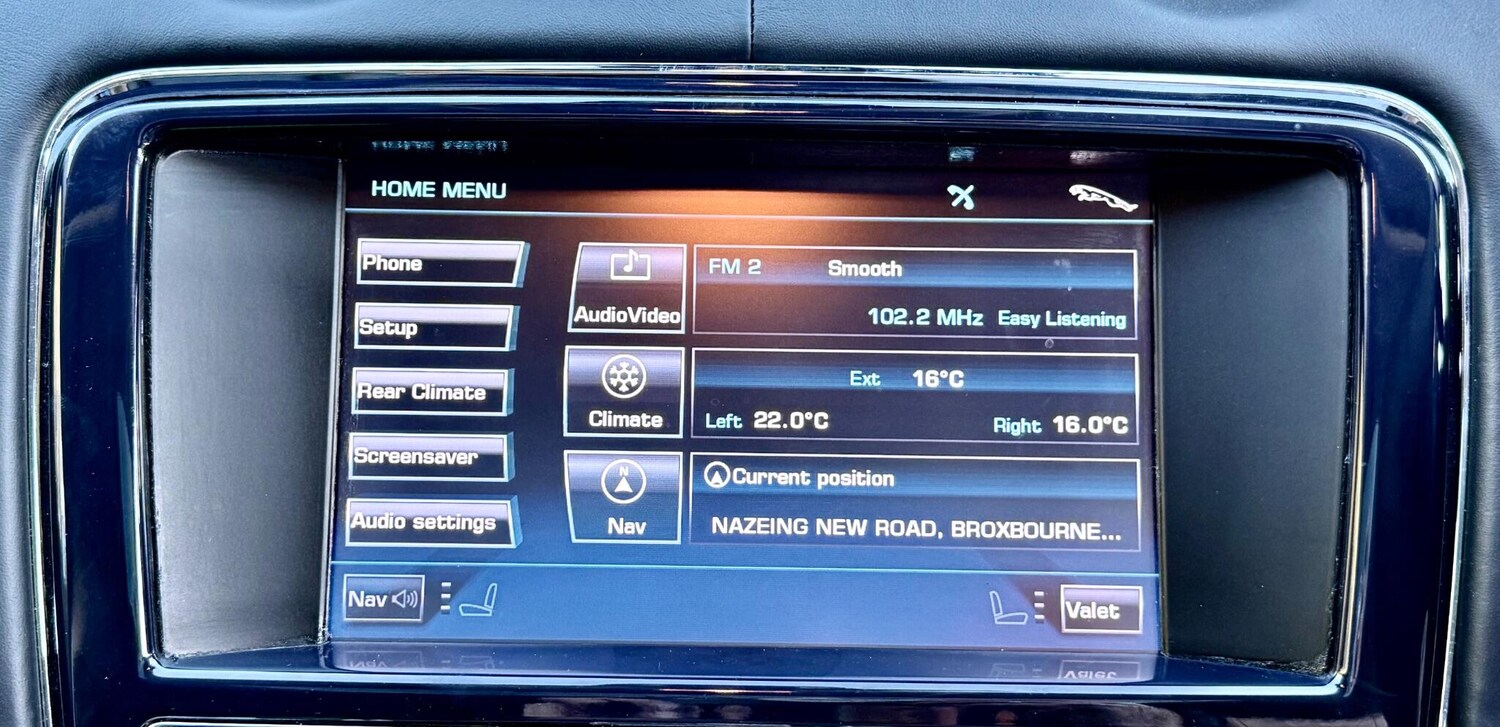 HOME MENU
Phone
Setup
Rear Climate
Screensaver
Audio settings
AudioVideo
FM 2 Smooth
102.2 MHz Easy Listening
Climate
Ext 16°C
Left 22.0°C Right 16.0°C
N
Nav
Current position
NAZEING NEW ROAD, BROXBOURNE...
Nav
Valet